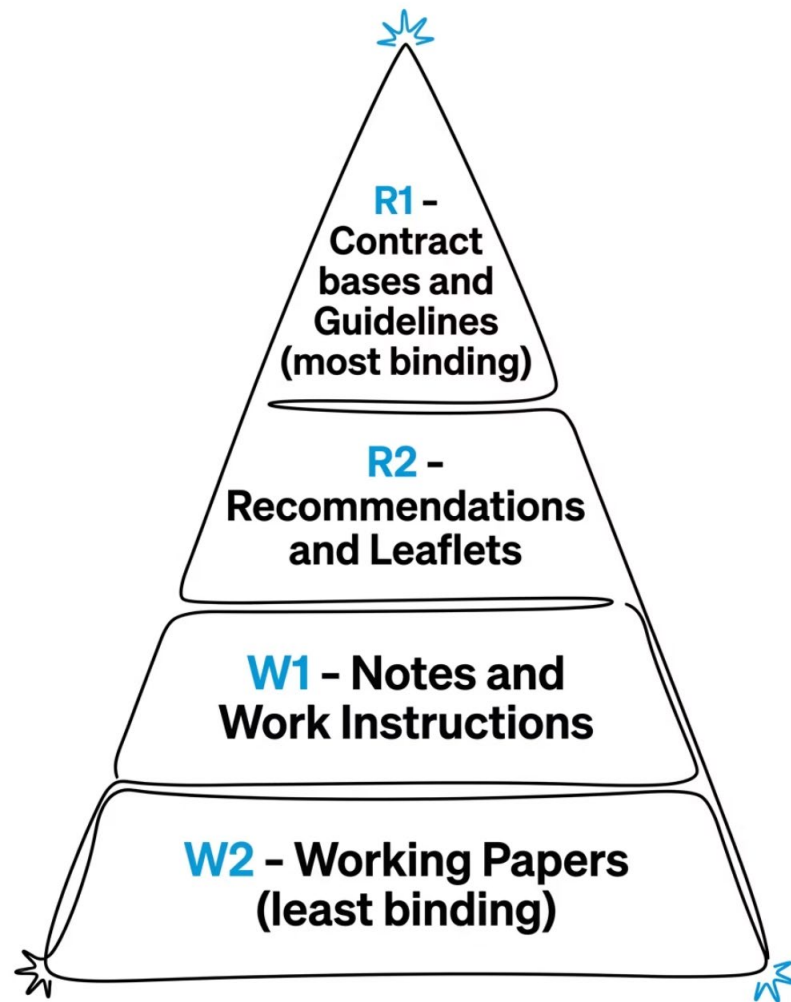 R1 -
Contract
bases and
Guidelines
(most binding)
R2 -
Recommendations
and Leaflets
W1 - Notes and
Work Instructions
W2 - Working Papers
(least binding)